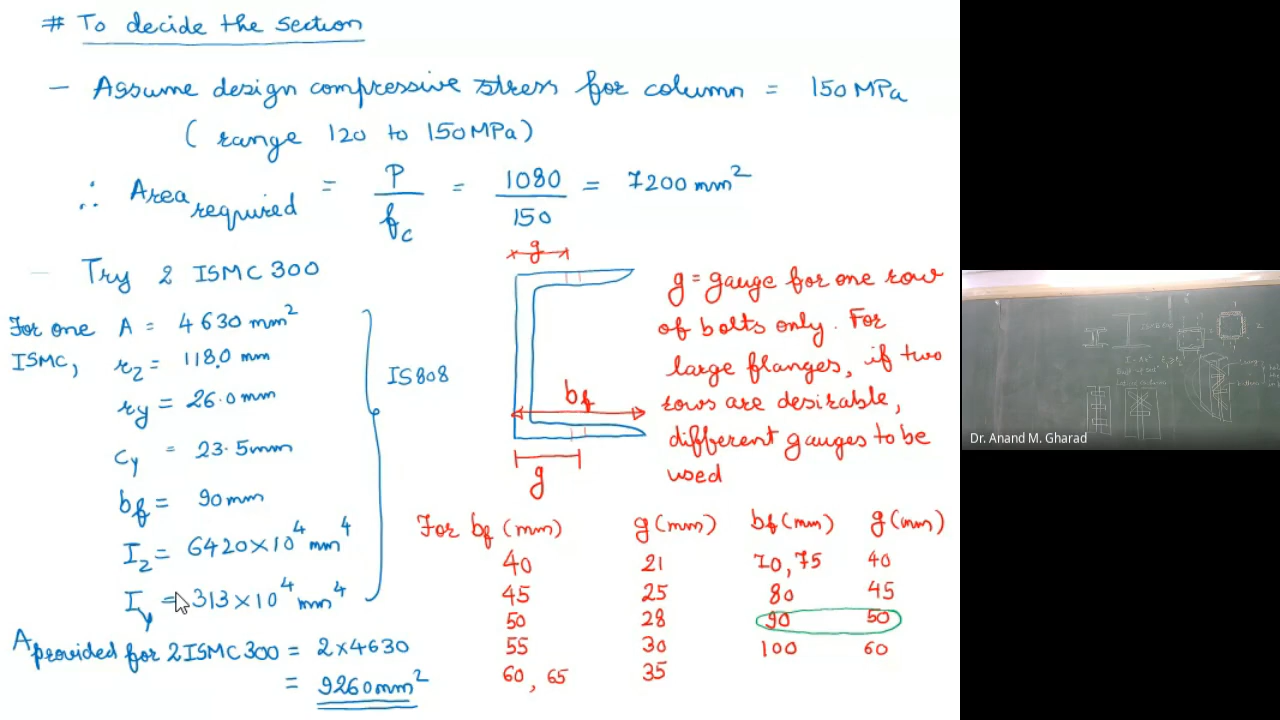 # To decide the section
- Assume design compressive stress for column = 150 MPa
( range 120 to 150 MPa)
∴ Area required = P / fc = 1080 / 150 = 7200 mm²
- Try 2 ISMC 300
For one ISMC, A = 4630 mm²
rz = 118.0 mm
ry = 26.0 mm
cy = 23.5 mm
bf = 90 mm
Iz = 6420 × 10⁴ mm⁴
Iy = 313 × 10⁴ mm⁴
IS 808
A provided for 2 ISMC 300 = 2 × 4630
= 9260 mm²
g
bf
g
g = gauge for one row
of bolts only. For
large flanges, if two
rows are desirable,
different gauges to be
used
For bf (mm) g (mm) bf (mm) g (mm)
40 21 70, 75 40
45 25 80 45
50 28 90 50
55 30 100 60
60, 65 35
Dr. Anand M. Gharad